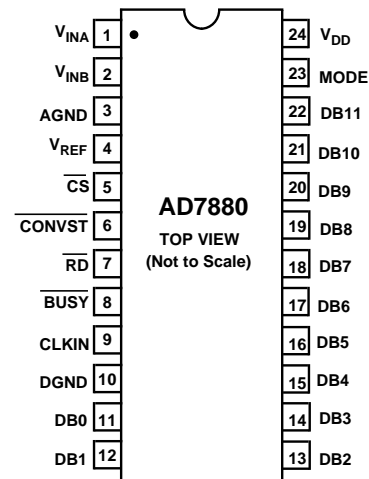 VINA 1 24 VDD
VINB 2 23 MODE
AGND 3 22 DB11
VREF 4 21 DB10
CS 5 20 DB9
AD7880
CONVST 6 19 DB8
TOP VIEW
RD 7 (Not to Scale) 18 DB7
BUSY 8 17 DB6
CLKIN 9 16 DB5
DGND 10 15 DB4
DB0 11 14 DB3
DB1 12 13 DB2